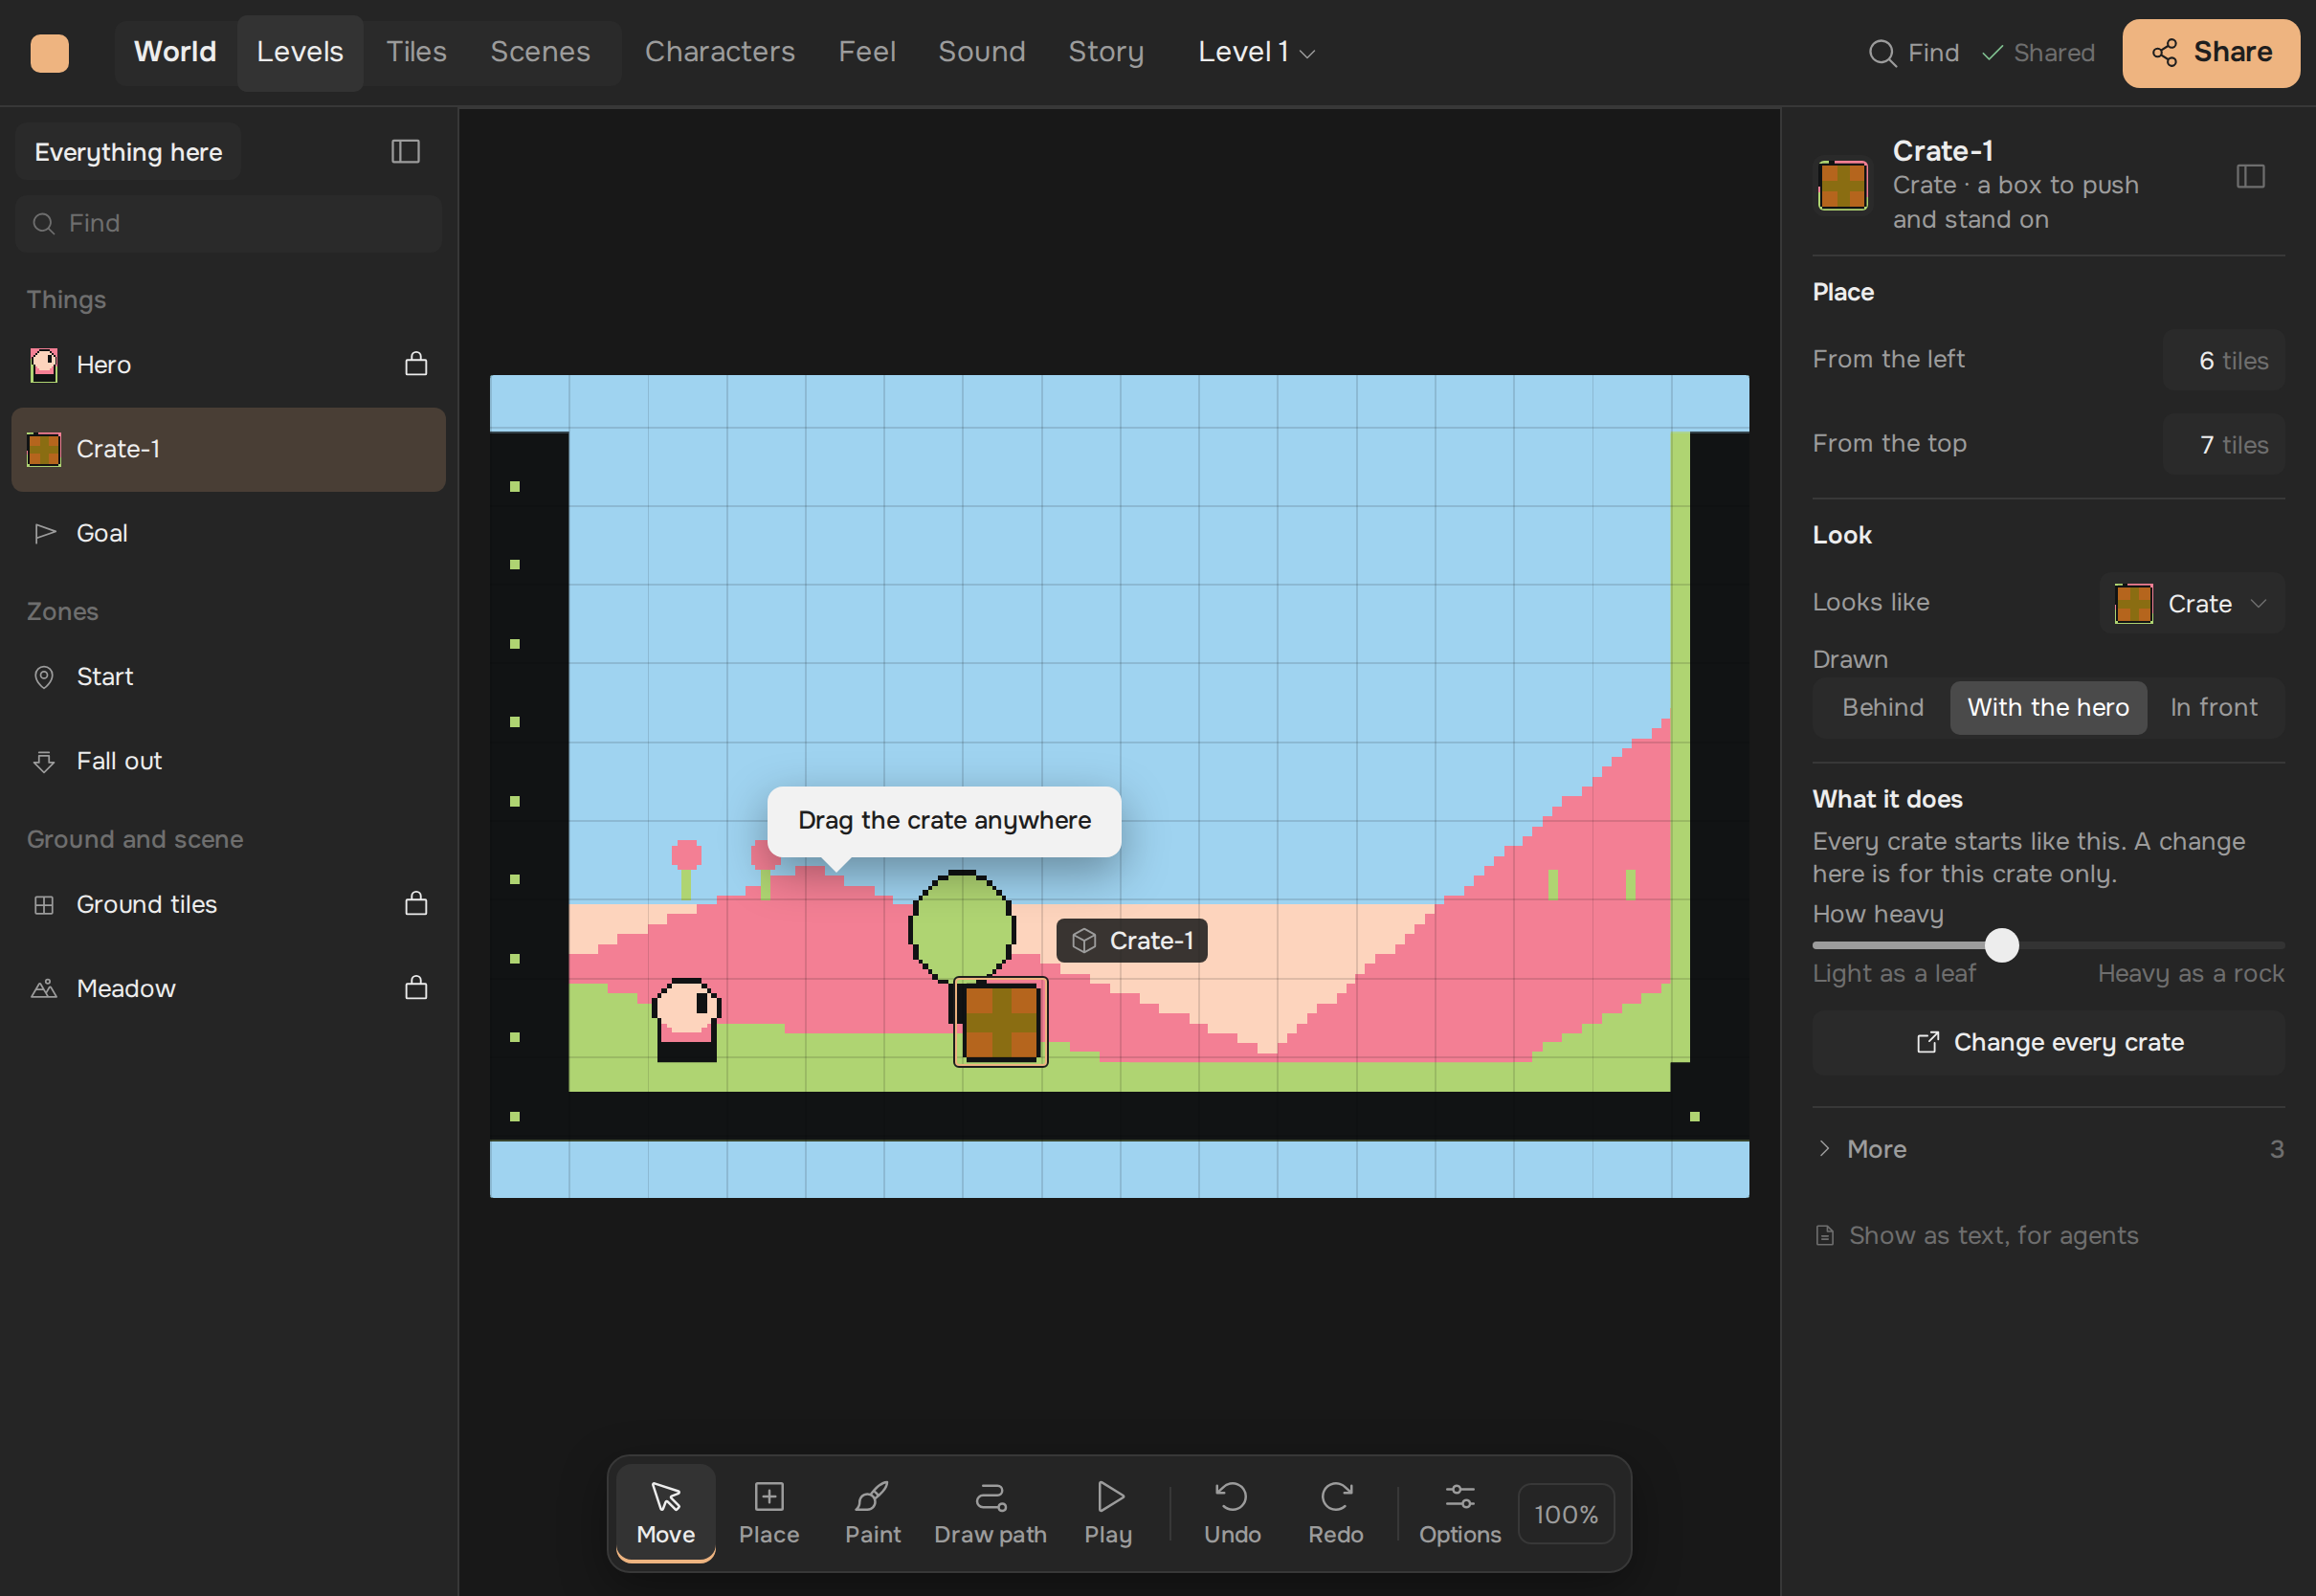 World Levels Tiles Scenes Characters Feel Sound Story Level 1 Find Shared Share
Everything here
Find
Things
Hero
Crate-1
Goal
Zones
Start
Fall out
Ground and scene
Ground tiles
Meadow
Drag the crate anywhere
Crate-1
Move Place Paint Draw path Play Undo Redo Options 100%
Crate-1
Crate · a box to push
and stand on
Place
From the left 6 tiles
From the top 7 tiles
Look
Looks like Crate
Drawn
Behind With the hero In front
What it does
Every crate starts like this. A change
here is for this crate only.
How heavy
Light as a leaf Heavy as a rock
Change every crate
More 3
Show as text, for agents